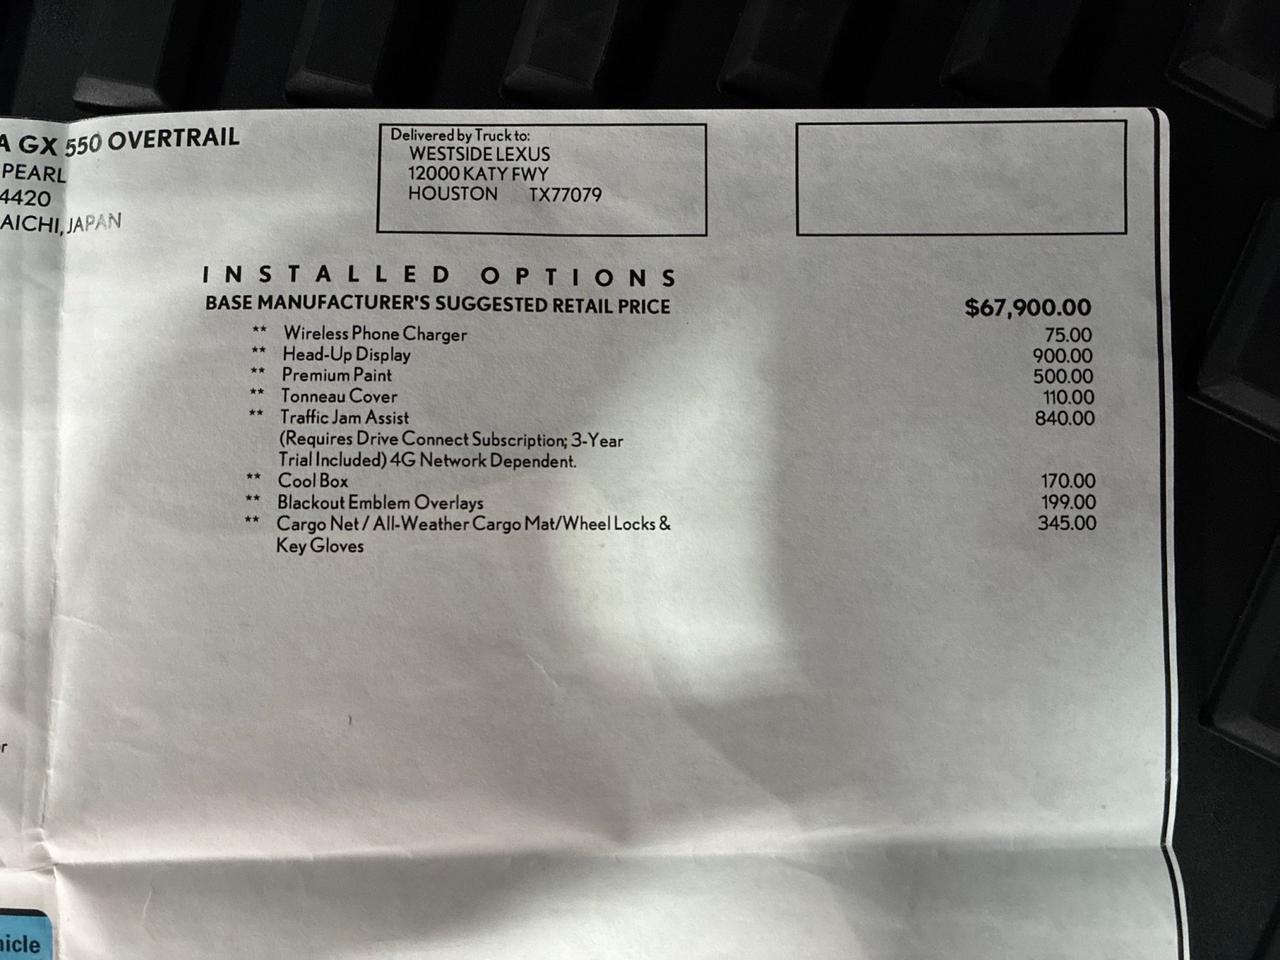 A GX 550 OVERTRAIL
PEARL
4420
AICHI, JAPAN
Delivered by Truck to:
WESTSIDE LEXUS
12000 KATY FWY
HOUSTON TX77079
INSTALLED OPTIONS
BASE MANUFACTURER'S SUGGESTED RETAIL PRICE $67,900.00
** Wireless Phone Charger 75.00
** Head-Up Display 900.00
** Premium Paint 500.00
** Tonneau Cover 110.00
** Traffic Jam Assist 840.00
(Requires Drive Connect Subscription; 3-Year
Trial Included) 4G Network Dependent.
** Cool Box 170.00
** Blackout Emblem Overlays 199.00
** Cargo Net / All-Weather Cargo Mat/Wheel Locks & 345.00
Key Gloves
r
hicle